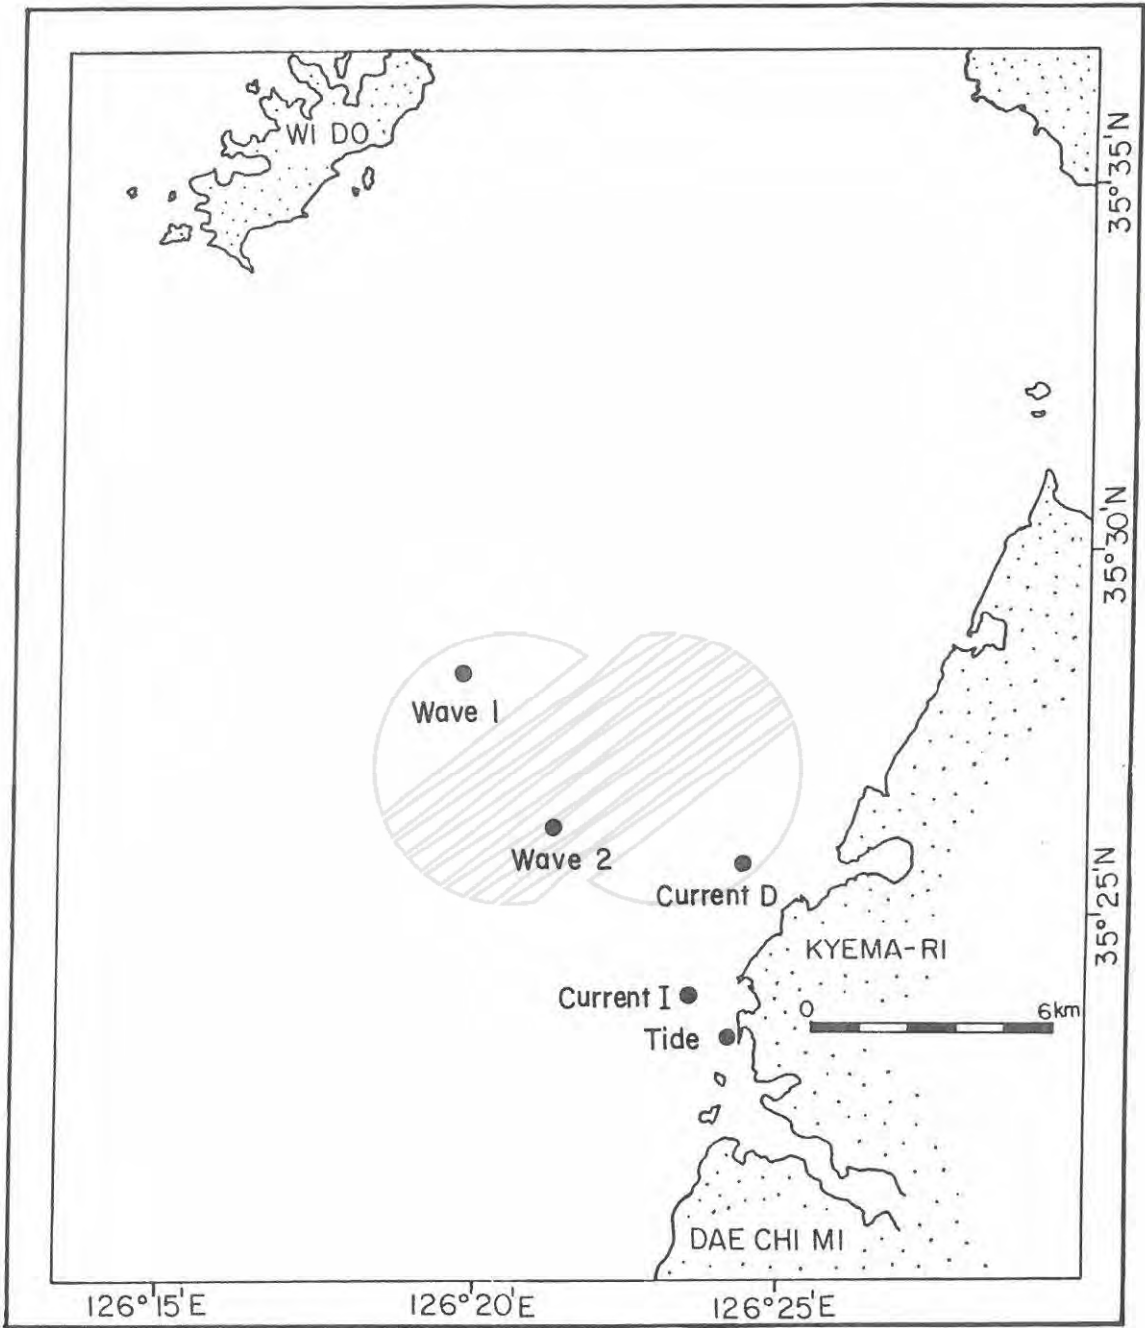 WI DO
35°35'N
35°30'N
Wave 1
Wave 2
Current D
35°25'N
KYEMA-RI
Current I
0 6km
Tide
DAE CHI MI
126°15'E 126°20'E 126°25'E